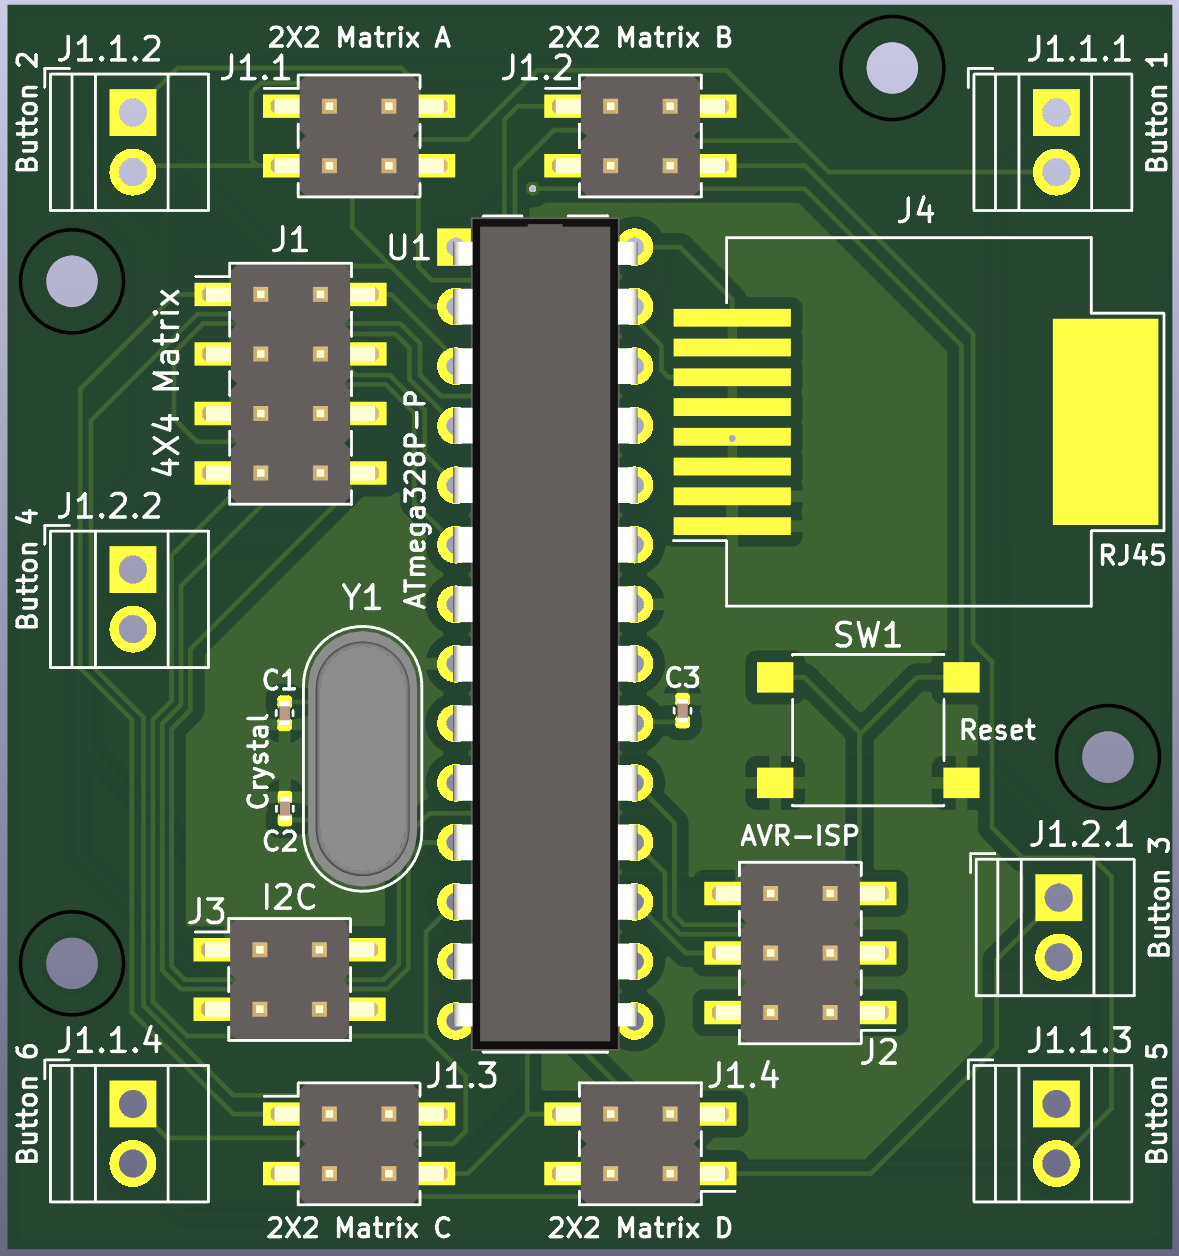 2X2 Matrix A
2X2 Matrix B
J1.1.2
J1.1
J1.2
J1.1.1
Button 2
Button 1
J4
J1
U1
4X4 Matrix
ATmega328P-P
J1.2.2
Button 4
RJ45
Y1
SW1
C1
C3
Crystal
Reset
C2
AVR-ISP
J1.2.1
Button 3
I2C
J3
J1.1.4
J2
J1.1.3
J1.3
J1.4
Button 6
Button 5
2X2 Matrix C
2X2 Matrix D